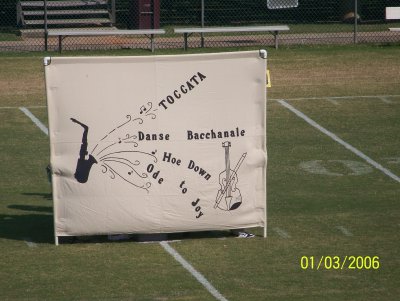 TOCCATA
Danse Bacchanale
Hoe Down
Ode to Joy
01/03/2006